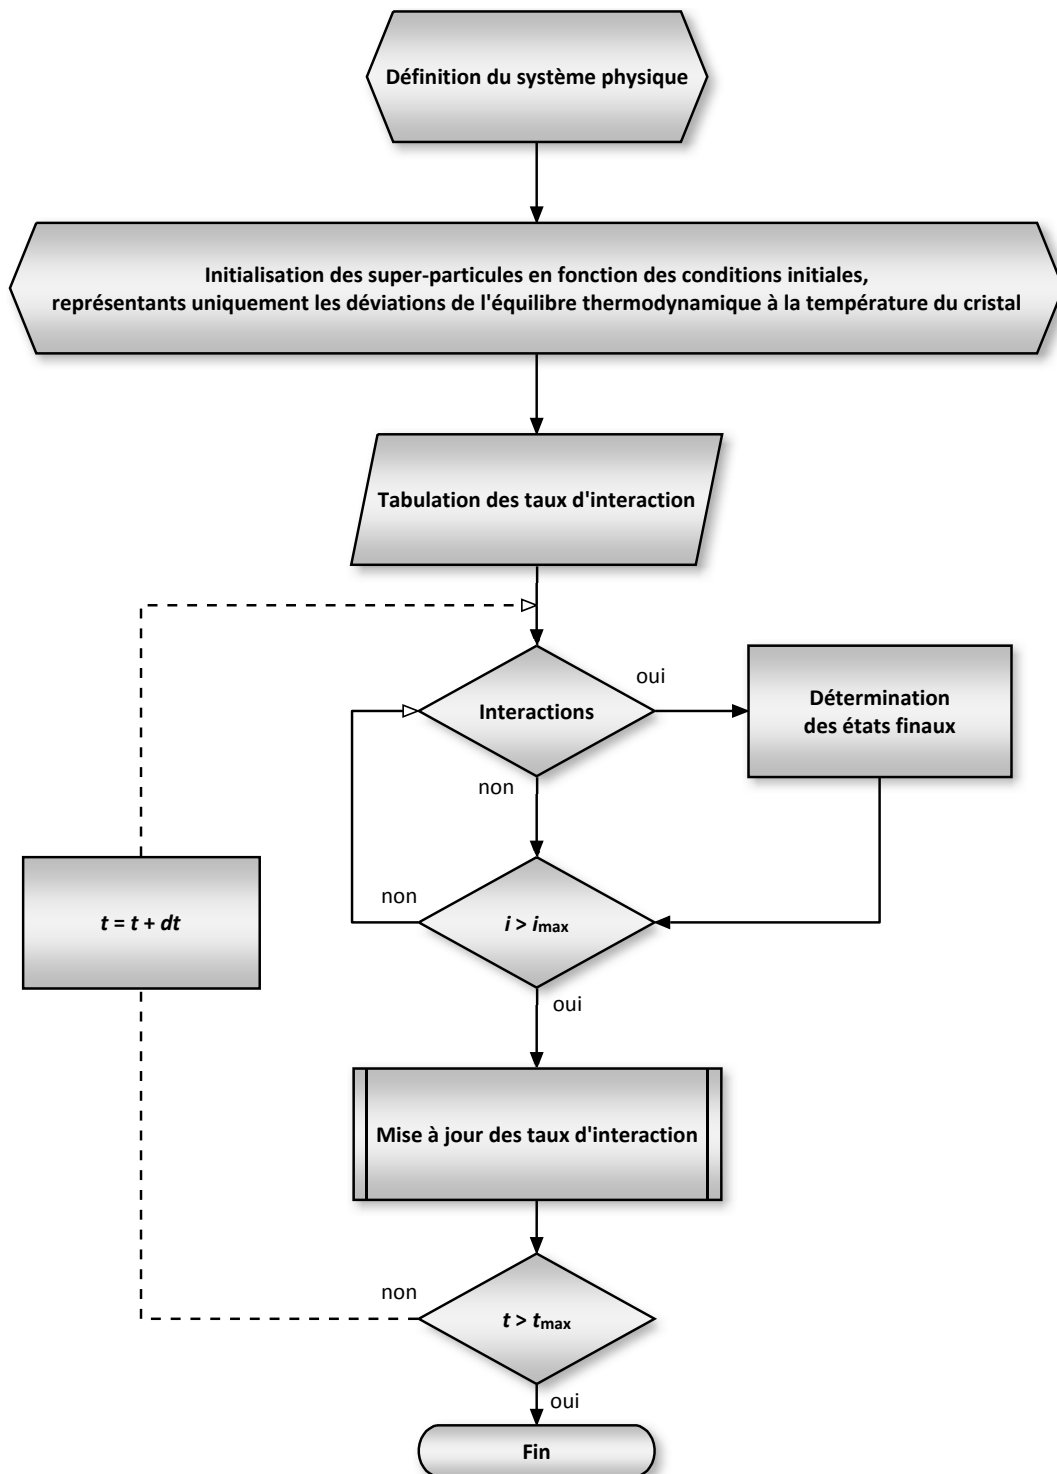 Définition du système physique
Initialisation des super-particules en fonction des conditions initiales,
représentants uniquement les déviations de l'équilibre thermodynamique à la température du cristal
Tabulation des taux d'interaction
oui
Interactions
Détermination
des états finaux
non
non
i > imax
t = t + dt
oui
Mise à jour des taux d'interaction
non
t > tmax
oui
Fin